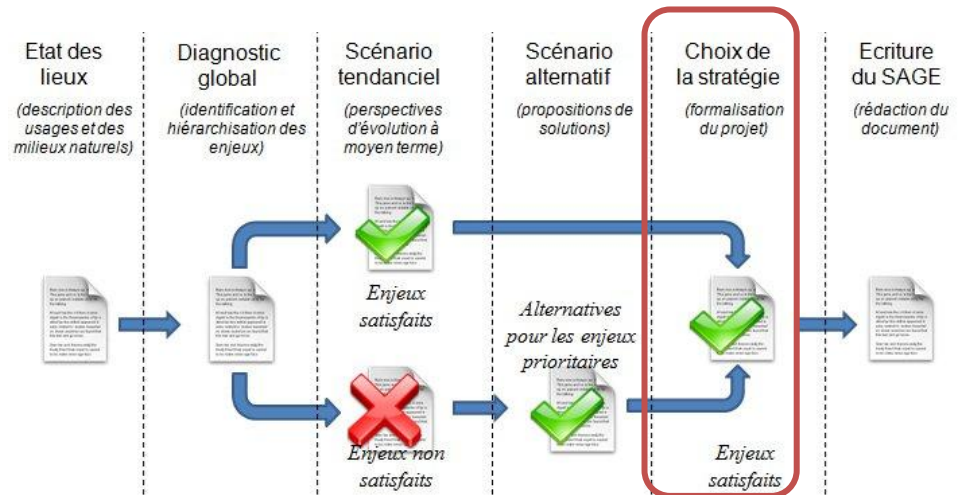 Etat des
lieux
(description des
usages et des
milieux naturels)
Diagnostic
global
(identification et
hiérarchisation des
enjeux)
Scénario
tendanciel
(perspectives
d'évolution à
moyen terme)
Scénario
alternatif
(propositions de
solutions)
Choix de
la stratégie
(formalisation
du projet)
Ecriture
du SAGE
(rédaction du
document)
Enjeux
satisfaits
Enjeux non
satisfaits
Alternatives
pour les enjeux
prioritaires
Enjeux
satisfaits